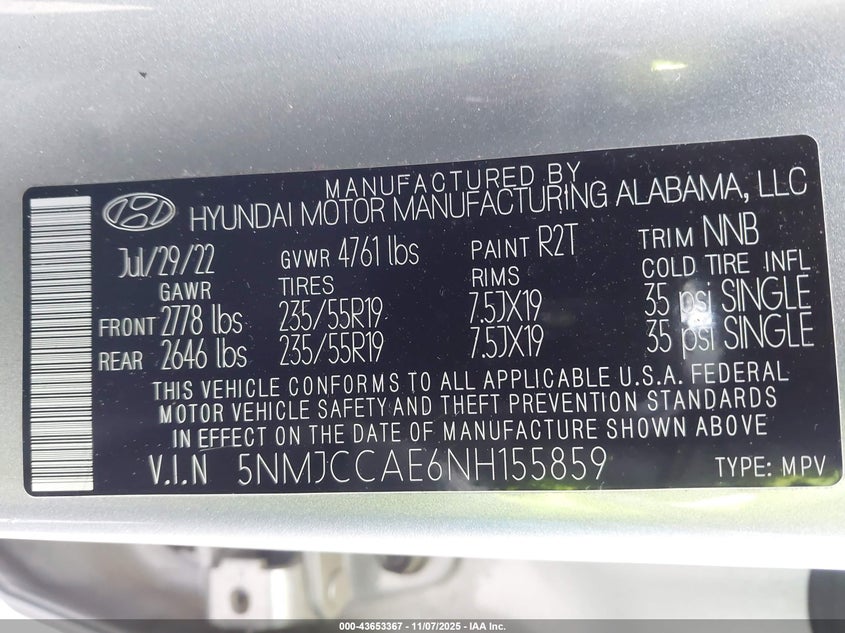 MANUFACTURED BY
HYUNDAI MOTOR MANUFACTURING ALABAMA, LLC
Jul/29/22 GVWR 4761 lbs PAINT R2T TRIM NNB
GAWR TIRES RIMS COLD TIRE INFL
FRONT 2778 lbs 235/55R19 7.5JX19 35 psi SINGLE
REAR 2646 lbs 235/55R19 7.5JX19 35 psi SINGLE
THIS VEHICLE CONFORMS TO ALL APPLICABLE U.S.A. FEDERAL
MOTOR VEHICLE SAFETY AND THEFT PREVENTION STANDARDS
IN EFFECT ON THE DATE OF MANUFACTURE SHOWN ABOVE
V.I.N 5NMJCCAE6NH155859 TYPE: MPV
000-43653367 - 11/07/2025 - IAA Inc.